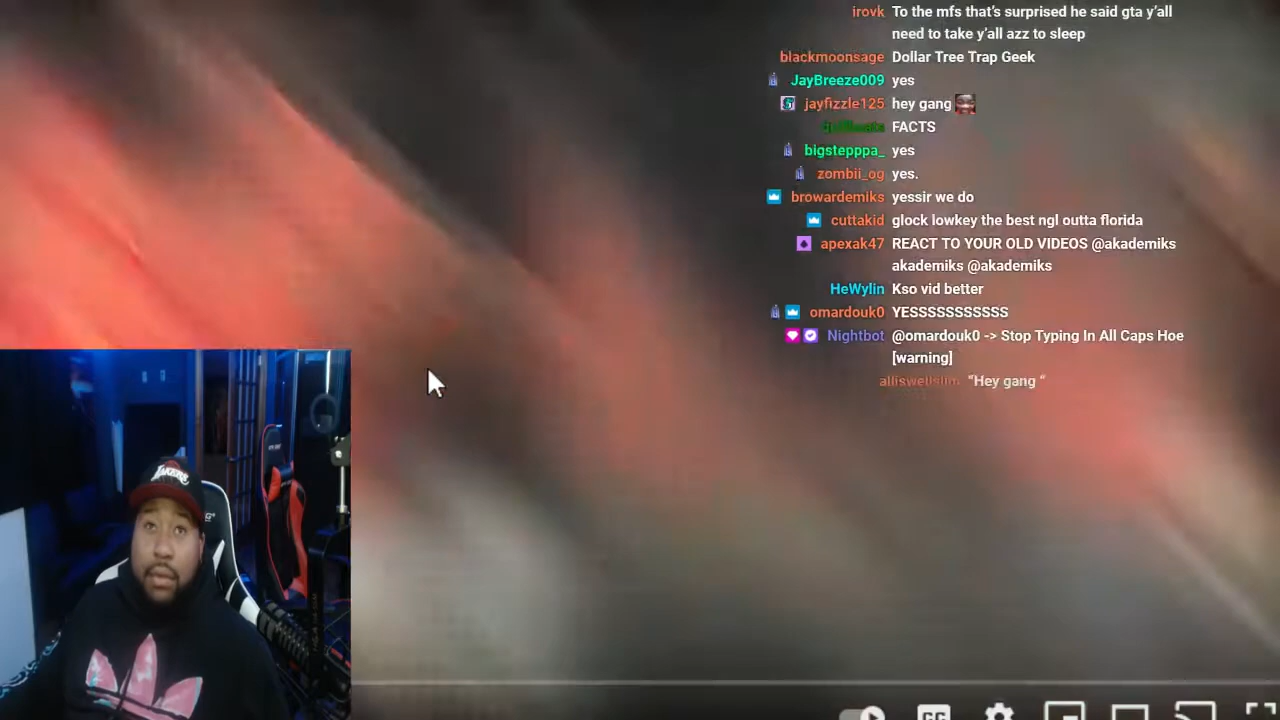 irovk To the mfs that's surprised he said gta y'all
need to take y'all azz to sleep
blackmoonsage Dollar Tree Trap Geek
JayBreeze009 yes
jayfizzle125 hey gang
FACTS
bigstepppa_ yes
zombii_og yes.
browardemiks yessir we do
cuttakid glock lowkey the best ngl outta florida
apexak47 REACT TO YOUR OLD VIDEOS @akademiks
akademiks @akademiks
HeWylin Kso vid better
omardouk0 YESSSSSSSSSSS
Nightbot @omardouk0 -> Stop Typing In All Caps Hoe
[warning]
"Hey gang "
LAKERS
CC